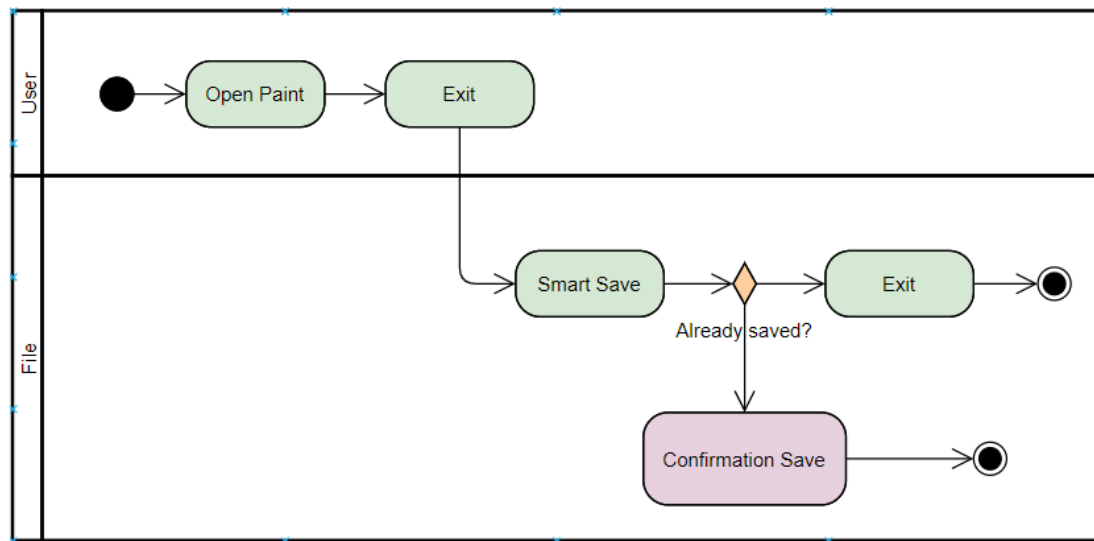 User
Open Paint
Exit
File
Smart Save
Exit
Already saved?
Confirmation Save